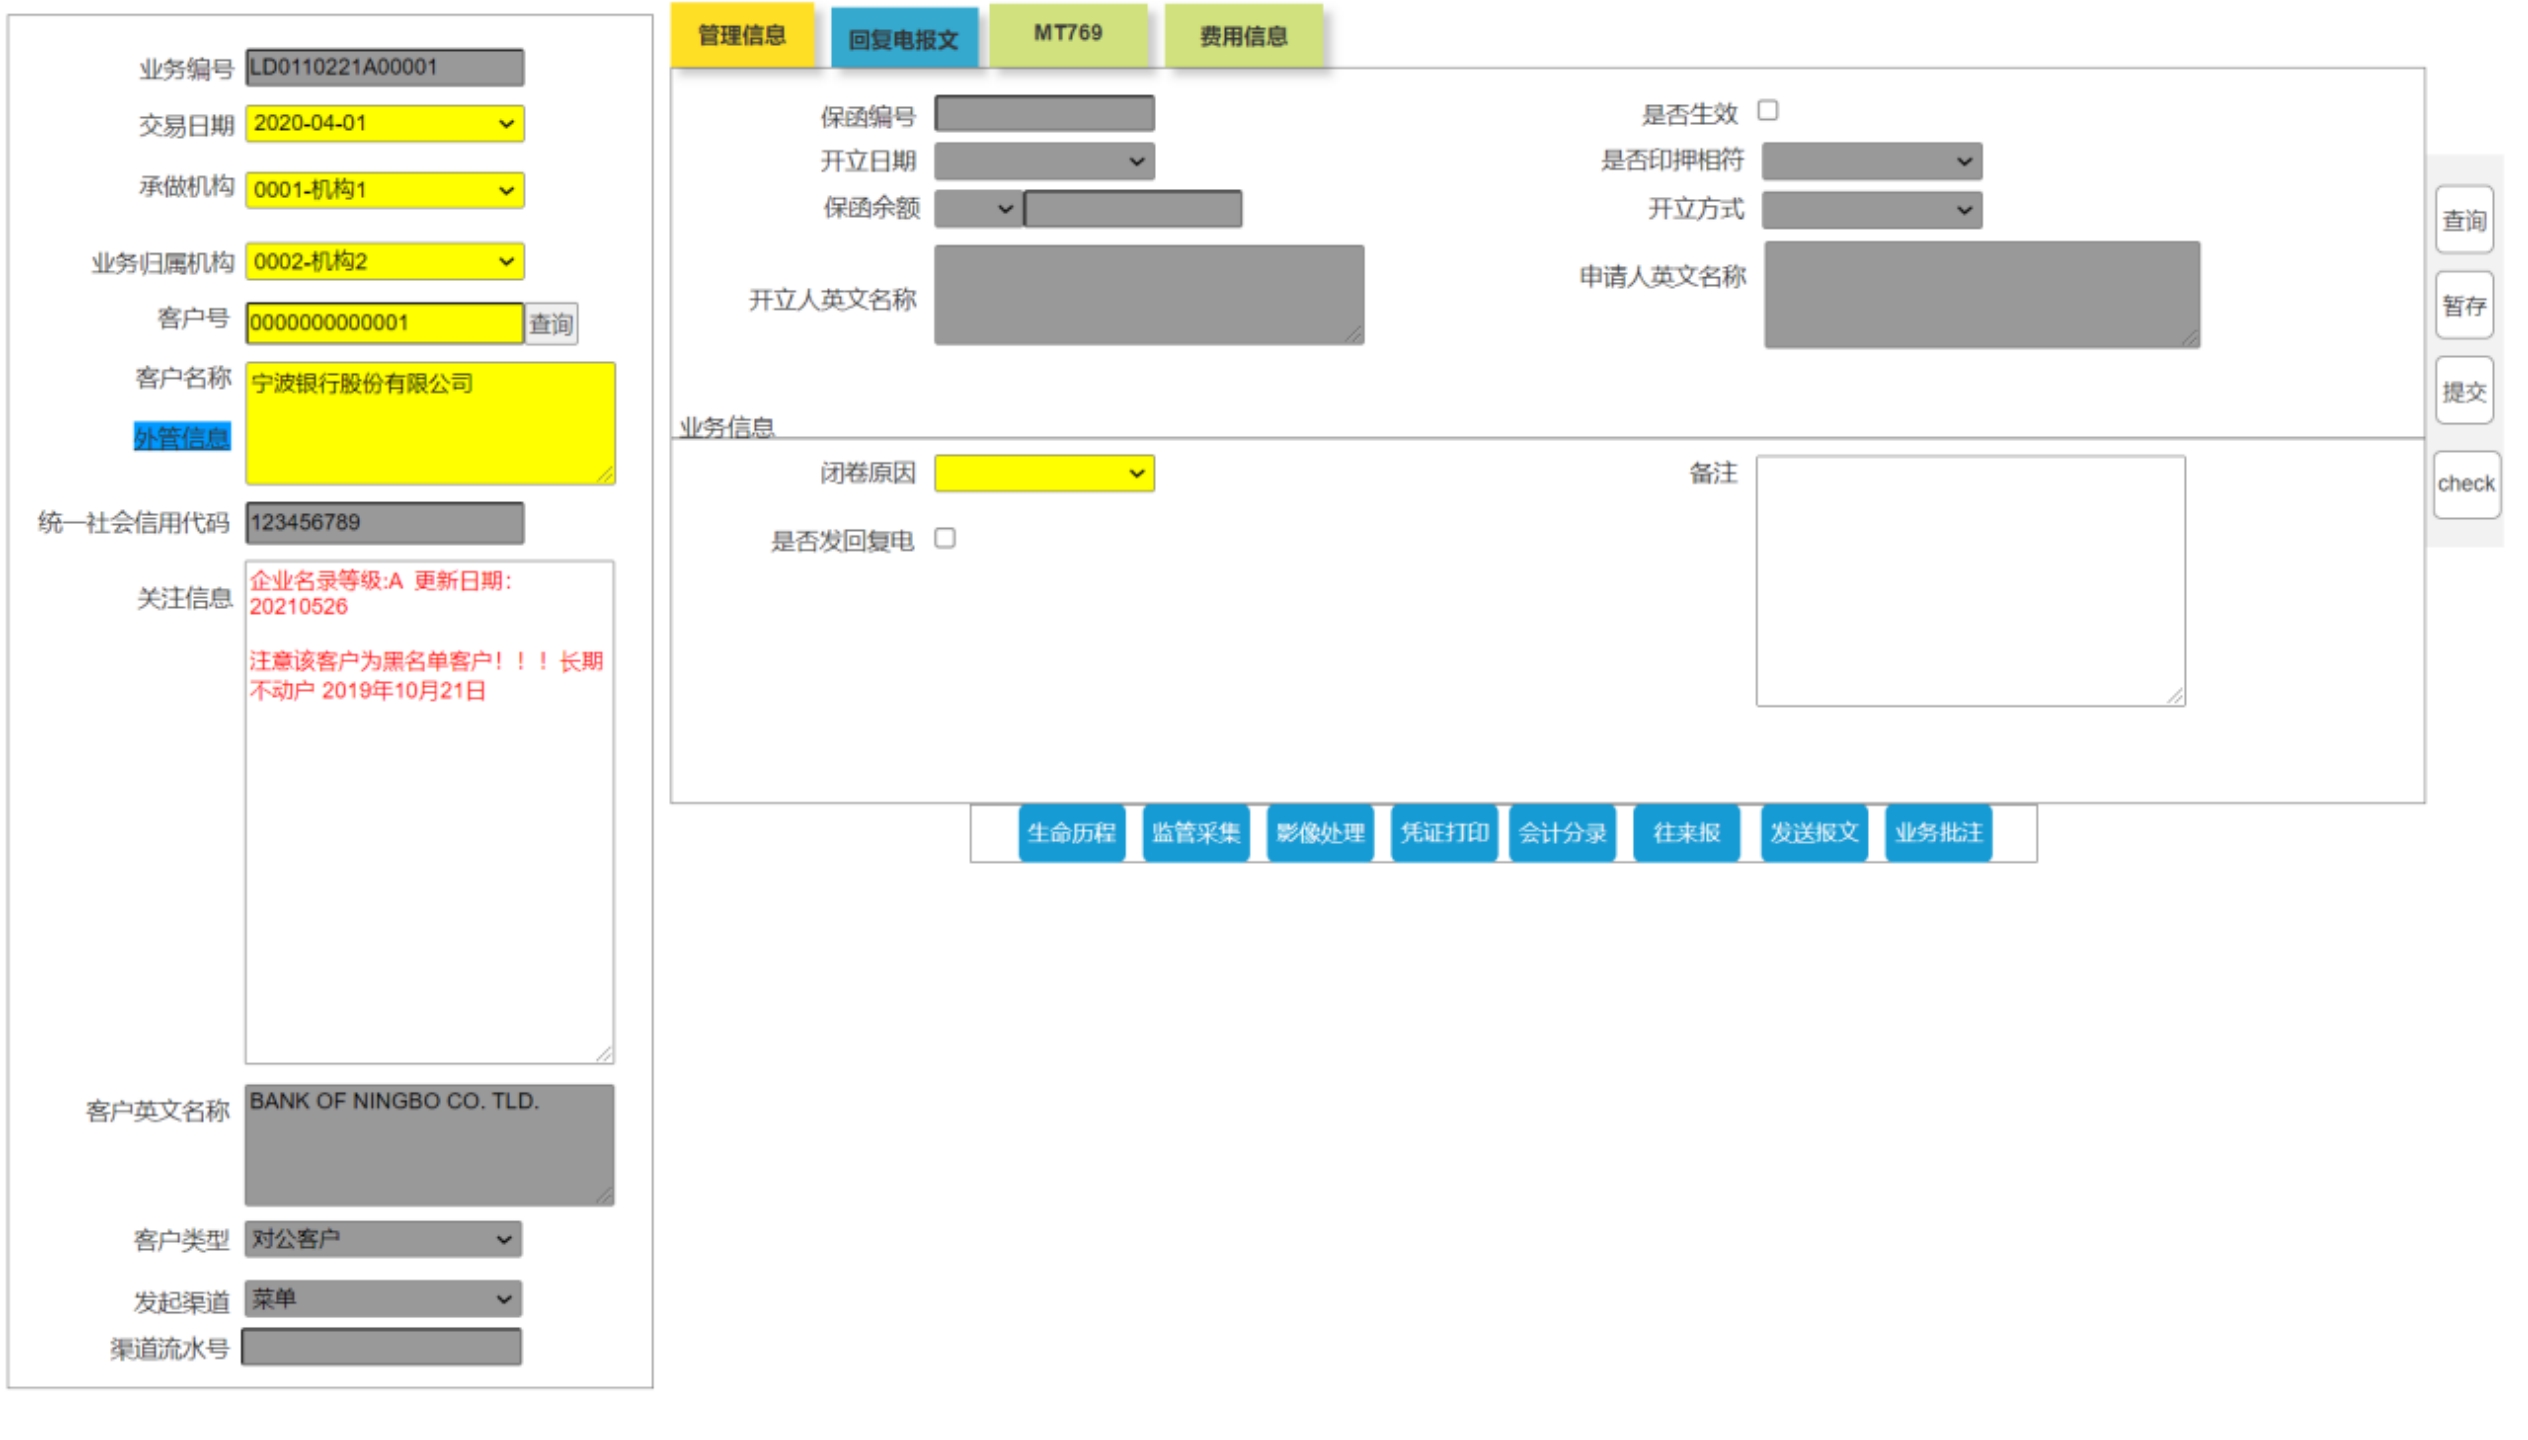 业务编号 LD0110221A00001
交易日期 2020-04-01
承做机构 0001-机构1
业务归属机构 0002-机构2
客户号 0000000000001 查询
客户名称 宁波银行股份有限公司
外管信息
统一社会信用代码 123456789
关注信息 企业名录等级:A 更新日期:
20210526
注意该客户为黑名单客户！！！长期
不动户 2019年10月21日
客户英文名称 BANK OF NINGBO CO. TLD.
客户类型 对公客户
发起渠道 菜单
渠道流水号
管理信息 回复电报文 MT769 费用信息
保函编号 是否生效
开立日期 是否印押相符
保函余额 开立方式
开立人英文名称 申请人英文名称
业务信息
闭卷原因 备注
是否发回复电
生命历程 监管采集 影像处理 凭证打印 会计分录 往来报 发送报文 业务批注
查询
暂存
提交
check